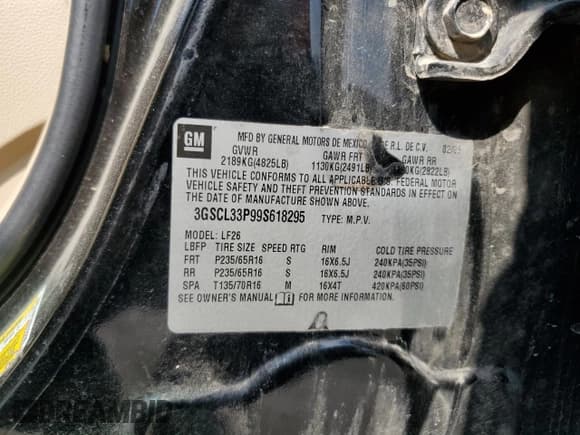 GM
MFD BY GENERAL MOTORS DE MEXICO DE R.L. DE C.V. 02/09
GVWR GAWR FRT GAWR RR
2189KG(4825LB) 1130KG(2491LB) KG(2822LB)
THIS VEHICLE CONFORMS TO ALL APPLICABLE U.S. FEDERAL MOTOR
VEHICLE SAFETY AND THEFT PREVENTION STANDARDS IN EFFECT ON
THE DATE OF MANUFACTURE SHOWN ABOVE.
3GSCL33P99S618295 TYPE: M.P.V.
MODEL: LF26
LBFP TIRE SIZE SPEED RTG RIM COLD TIRE PRESSURE
FRT P235/65R16 S 16X6.5J 240KPA(35PSI)
RR P235/65R16 S 16X6.5J 240KPA(35PSI)
SPA T135/70R16 M 16X4T 420KPA(60PSI)
SEE OWNER'S MANUAL FOR MORE INFORMATION.
DREAMBID